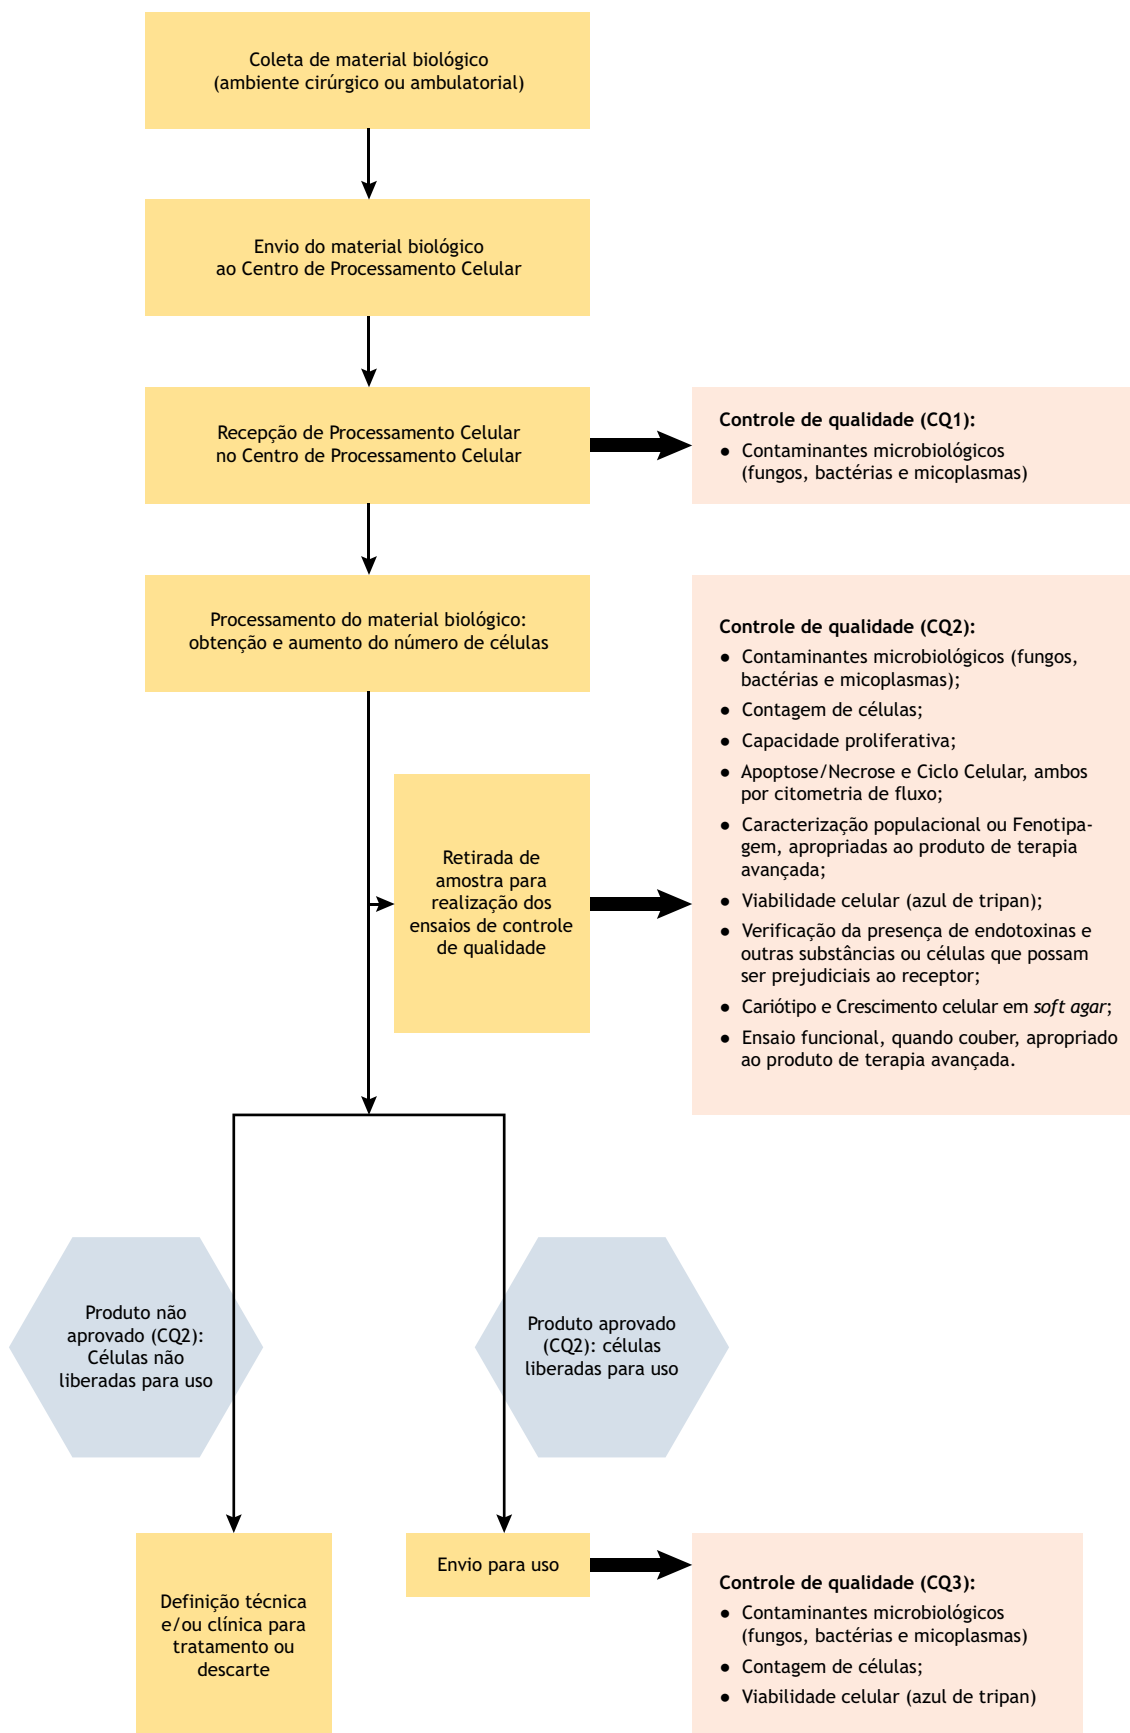 Coleta de material biológico
(ambiente cirúrgico ou ambulatorial)
Envio do material biológico
ao Centro de Processamento Celular
Recepção de Processamento Celular
no Centro de Processamento Celular
Controle de qualidade (CQ1):
● Contaminantes microbiológicos
(fungos, bactérias e micoplasmas)
Processamento do material biológico:
obtenção e aumento do número de células
Retirada de
amostra para
realização dos
ensaios de controle
de qualidade
Controle de qualidade (CQ2):
● Contaminantes microbiológicos (fungos,
bactérias e micoplasmas);
● Contagem de células;
● Capacidade proliferativa;
● Apoptose/Necrose e Ciclo Celular, ambos
por citometria de fluxo;
● Caracterização populacional ou Fenotipa-
gem, apropriadas ao produto de terapia
avançada;
● Viabilidade celular (azul de tripan);
● Verificação da presença de endotoxinas e
outras substâncias ou células que possam
ser prejudiciais ao receptor;
● Cariótipo e Crescimento celular em soft agar;
● Ensaio funcional, quando couber, apropriado
ao produto de terapia avançada.
Produto não
aprovado (CQ2):
Células não
liberadas para uso
Produto aprovado
(CQ2): células
liberadas para uso
Definição técnica
e/ou clínica para
tratamento ou
descarte
Envio para uso
Controle de qualidade (CQ3):
● Contaminantes microbiológicos
(fungos, bactérias e micoplasmas)
● Contagem de células;
● Viabilidade celular (azul de tripan)